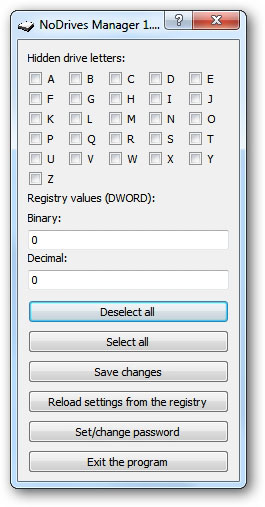 NoDrives Manager 1....
Hidden drive letters:
A B C D E
F G H I J
K L M N O
P Q R S T
U V W X Y
Z
Registry values (DWORD):
Binary:
0
Decimal:
0
Deselect all
Select all
Save changes
Reload settings from the registry
Set/change password
Exit the program